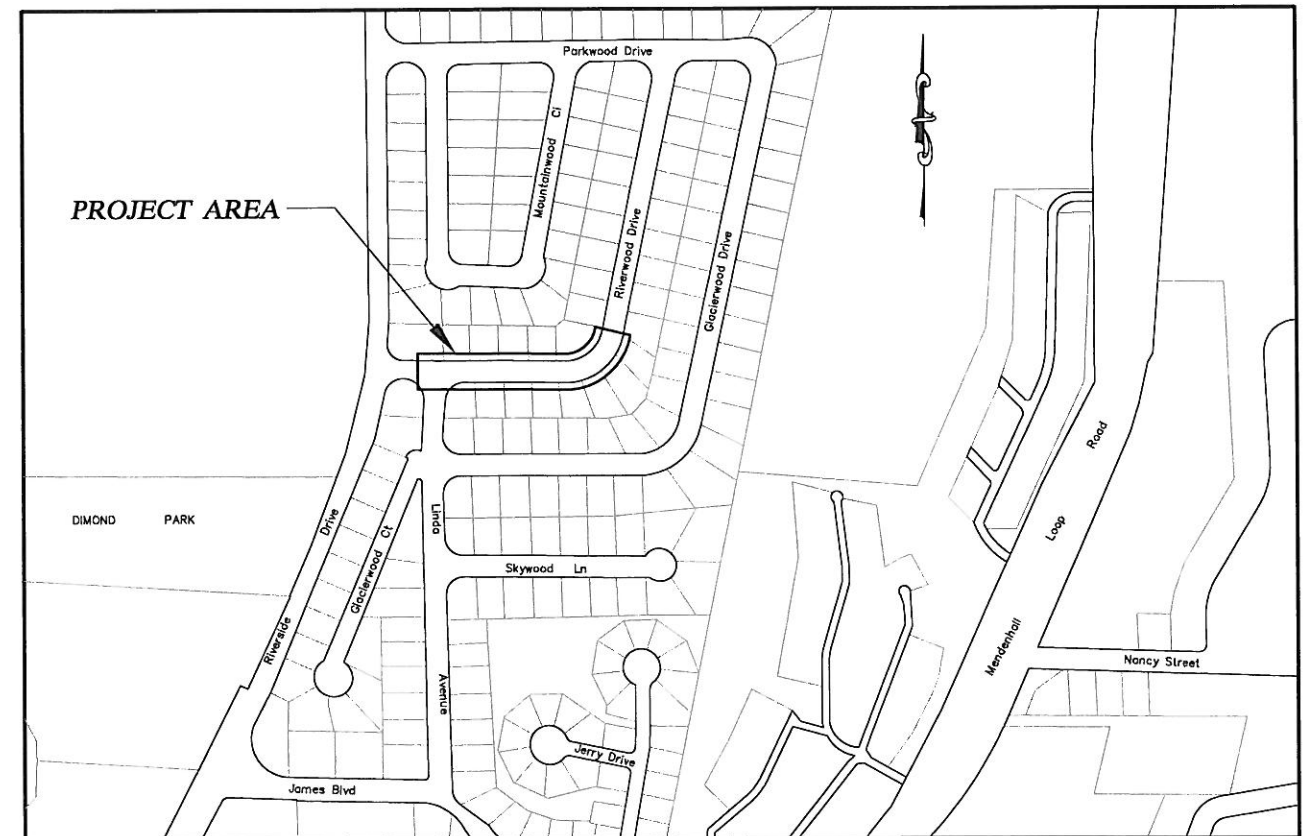 Parkwood Drive
Mountainwood Ci
PROJECT AREA
Riverwood Drive
Glacierwood Drive
Mendenhall Loop Road
DIMOND PARK
Riverside Drive
Glacierwood Ct
Linda Avenue
Skywood Ln
Nancy Street
Jerry Drive
James Blvd